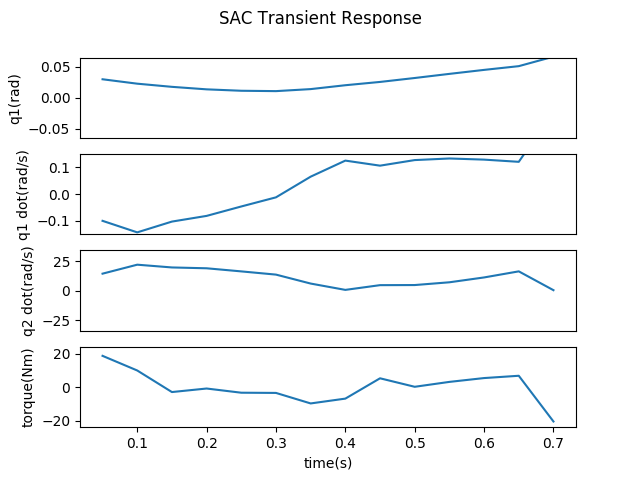 SAC Transient Response
q1(rad)
0.05
0.00
−0.05
q1 dot(rad/s)
0.1
0.0
−0.1
q2 dot(rad/s)
25
0
−25
torque(Nm)
20
0
−20
0.1 0.2 0.3 0.4 0.5 0.6 0.7
time(s)